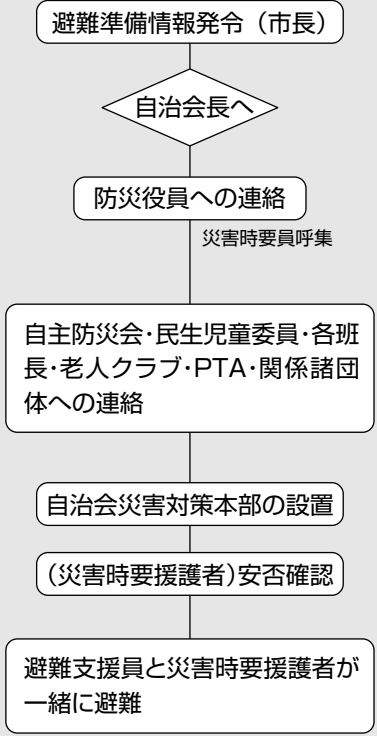 避難準備情報発令（市長）
自治会長へ
防災役員への連絡
災害時要員呼集
自主防災会・民生児童委員・各班
長・老人クラブ・PTA・関係諸団
体への連絡
自治会災害対策本部の設置
(災害時要援護者)安否確認
避難支援員と災害時要援護者が
一緒に避難